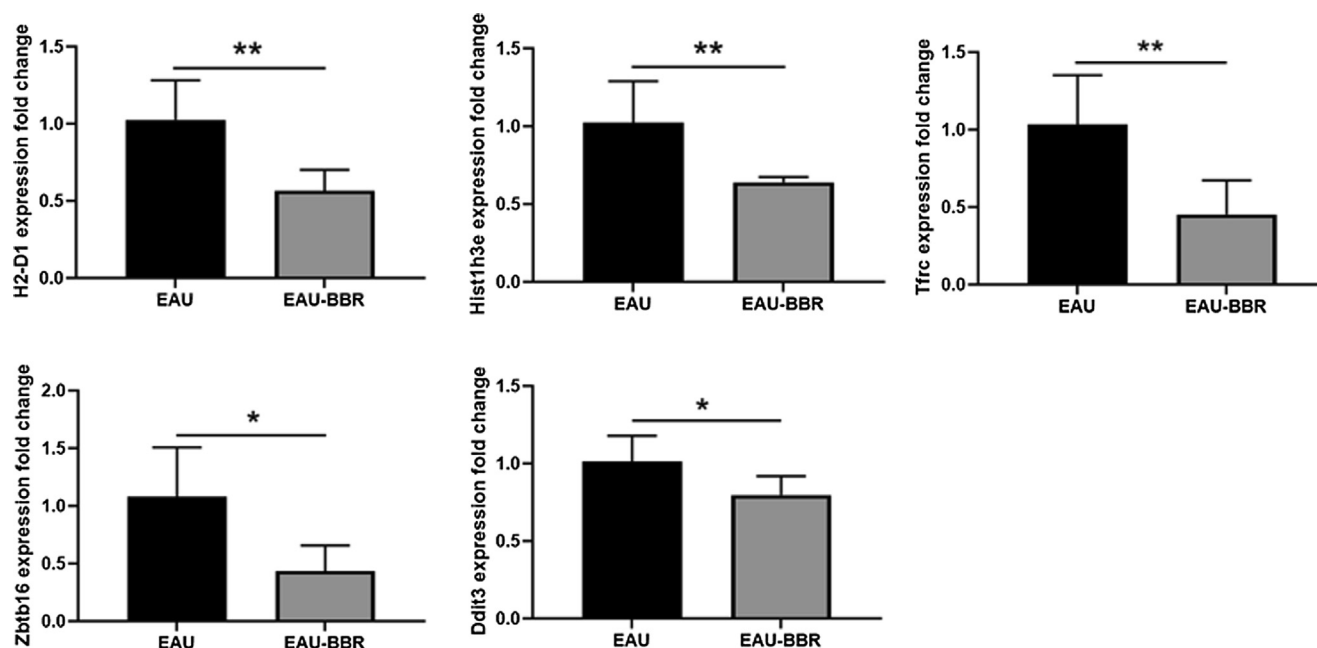 H2-D1 expression fold change
1.5
1.0
0.5
0.0
**
EAU
EAU-BBR
Hist1h3e expression fold change
1.5
1.0
0.5
0.0
**
EAU
EAU-BBR
Tfrc expression fold change
1.5
1.0
0.5
0.0
**
EAU
EAU-BBR
Zbtb16 expression fold change
2.0
1.5
1.0
0.5
0.0
*
EAU
EAU-BBR
Ddit3 expression fold change
1.5
1.0
0.5
0.0
*
EAU
EAU-BBR